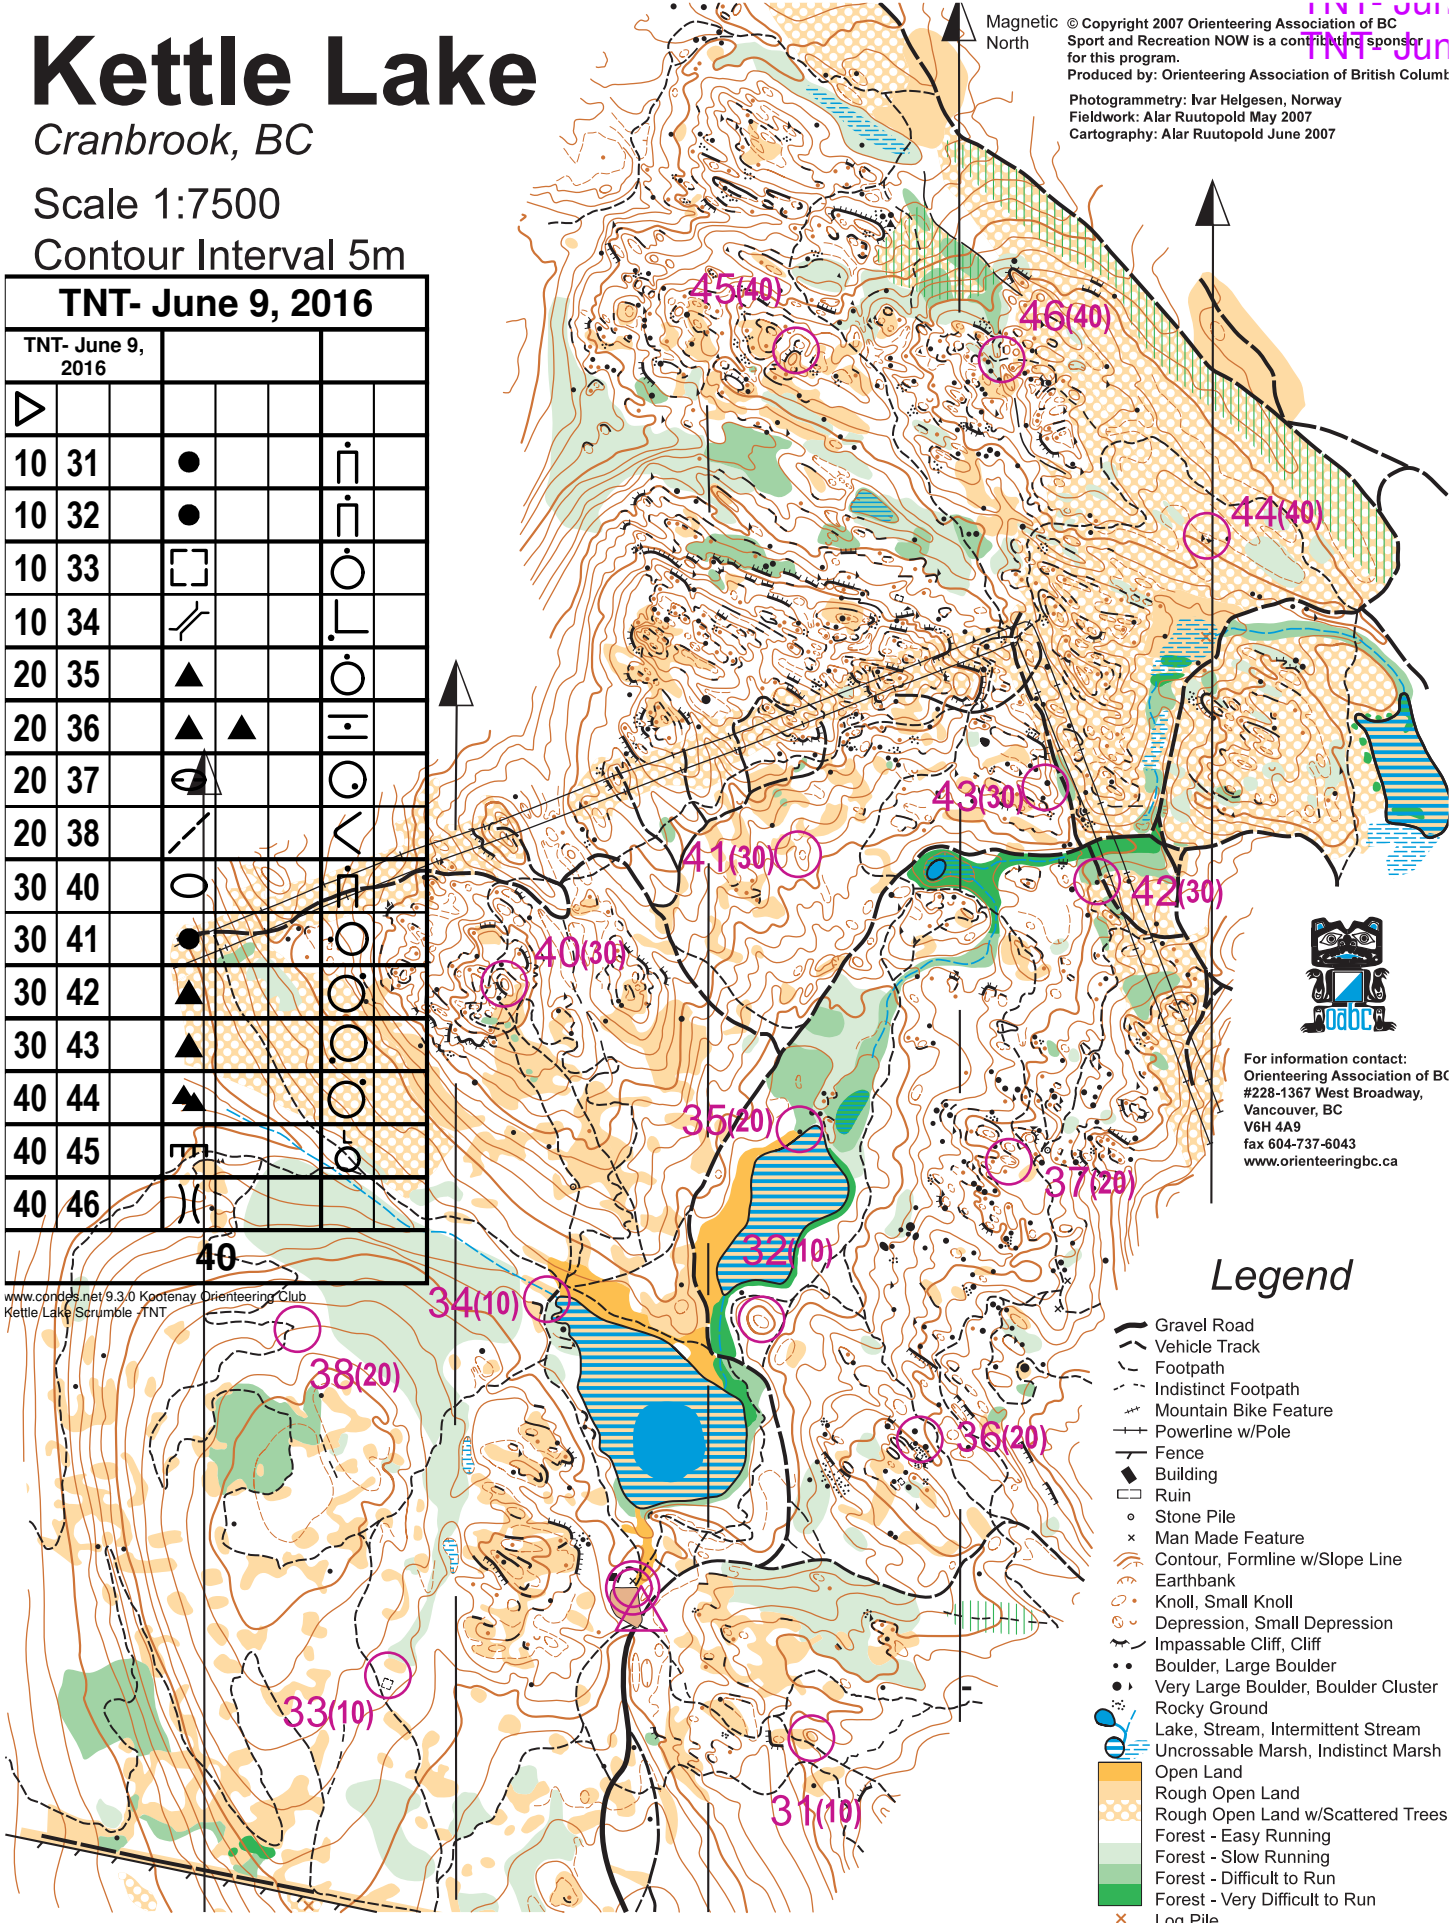 Kettle Lake
Cranbrook, BC
Scale 1:7500
Contour Interval 5m
Magnetic
North
© Copyright 2007 Orienteering Association of BC
Sport and Recreation NOW is a contributing sponsor
for this program.
Produced by: Orienteering Association of British Columb
Photogrammetry: Ivar Helgesen, Norway
Fieldwork: Alar Ruutopold May 2007
Cartography: Alar Ruutopold June 2007
TNT- Jun
TNT- Jun
TNT- June 9, 2016
TNT- June 9,
2016
10 31
10 32
10 33
10 34
20 35
20 36
20 37
20 38
30 40
30 41
30 42
30 43
40 44
40 45
40 46
40
www.condes.net 9.3.0 Kootenay Orienteering Club
Kettle Lake Scrumble -TNT
45(40)
46(40)
44(40)
43(30)
41(30)
42(30)
40(30)
35(20)
37(20)
32(10)
34(10)
38(20)
36(20)
33(10)
31(10)
oabc
For information contact:
Orienteering Association of BC
#228-1367 West Broadway,
Vancouver, BC
V6H 4A9
fax 604-737-6043
www.orienteeringbc.ca
Legend
Gravel Road
Vehicle Track
Footpath
Indistinct Footpath
Mountain Bike Feature
Powerline w/Pole
Fence
Building
Ruin
Stone Pile
Man Made Feature
Contour, Formline w/Slope Line
Earthbank
Knoll, Small Knoll
Depression, Small Depression
Impassable Cliff, Cliff
Boulder, Large Boulder
Very Large Boulder, Boulder Cluster
Rocky Ground
Lake, Stream, Intermittent Stream
Uncrossable Marsh, Indistinct Marsh
Open Land
Rough Open Land
Rough Open Land w/Scattered Trees
Forest - Easy Running
Forest - Slow Running
Forest - Difficult to Run
Forest - Very Difficult to Run
Log Pile